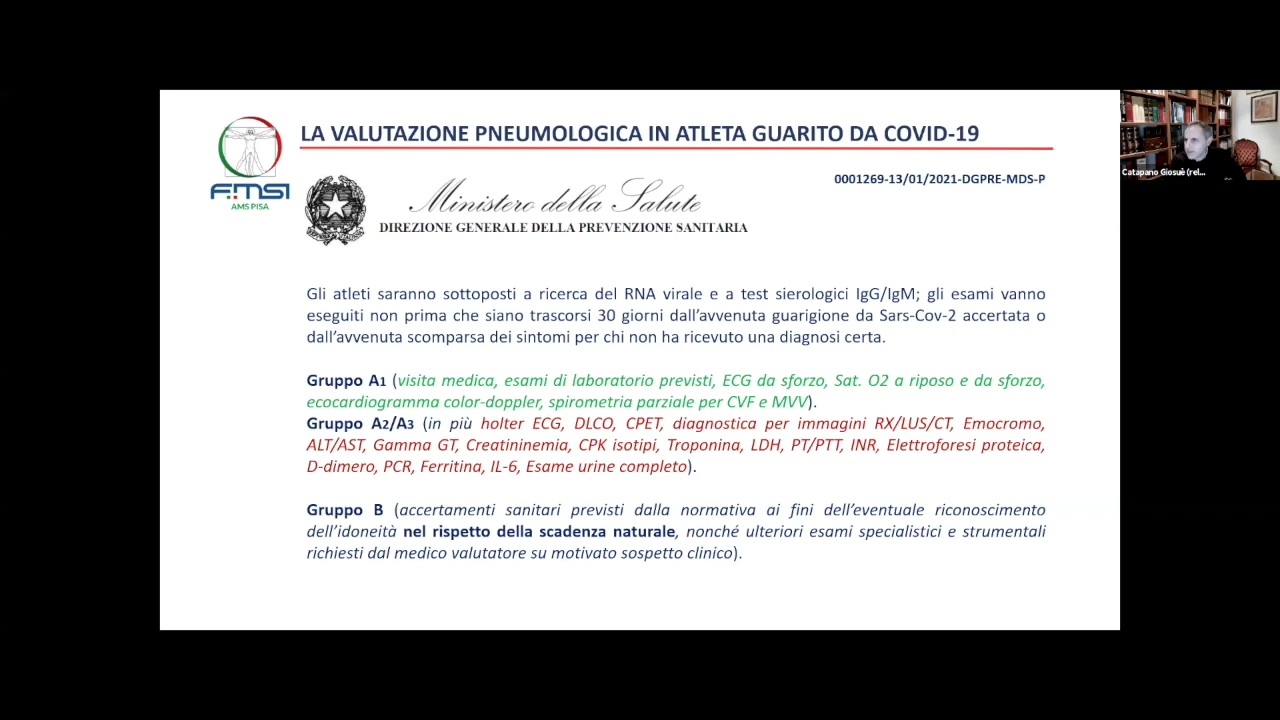 LA VALUTAZIONE PNEUMOLOGICA IN ATLETA GUARITO DA COVID-19
FMSI
AMS PISA
0001269-13/01/2021-DGPRE-MDS-P
Ministero della Salute
DIREZIONE GENERALE DELLA PREVENZIONE SANITARIA
Catapano Giosuè (rel...
Gli atleti saranno sottoposti a ricerca del RNA virale e a test sierologici IgG/IgM; gli esami vanno
eseguiti non prima che siano trascorsi 30 giorni dall'avvenuta guarigione da Sars-Cov-2 accertata o
dall'avvenuta scomparsa dei sintomi per chi non ha ricevuto una diagnosi certa.
Gruppo A1 (visita medica, esami di laboratorio previsti, ECG da sforzo, Sat. O2 a riposo e da sforzo,
ecocardiogramma color-doppler, spirometria parziale per CVF e MVV).
Gruppo A2/A3 (in più holter ECG, DLCO, CPET, diagnostica per immagini RX/LUS/CT, Emocromo,
ALT/AST, Gamma GT, Creatininemia, CPK isotipi, Troponina, LDH, PT/PTT, INR, Elettroforesi proteica,
D-dimero, PCR, Ferritina, IL-6, Esame urine completo).
Gruppo B (accertamenti sanitari previsti dalla normativa ai fini dell'eventuale riconoscimento
dell'idoneità nel rispetto della scadenza naturale, nonché ulteriori esami specialistici e strumentali
richiesti dal medico valutatore su motivato sospetto clinico).